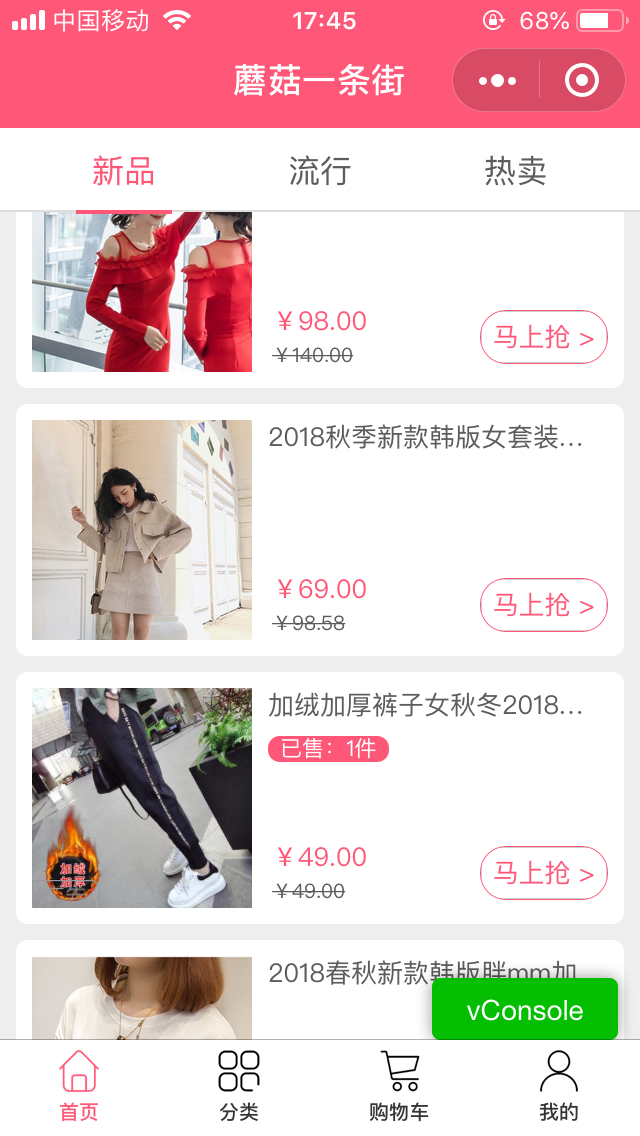 中国移动 17:45 68%
蘑菇一条街
新品 流行 热卖
￥98.00
￥140.00
马上抢 >
2018秋季新款韩版女套装...
￥69.00
￥98.58
马上抢 >
加绒加厚裤子女秋冬2018...
已售：1件
加绒
加厚
￥49.00
￥49.00
马上抢 >
2018春秋新款韩版胖mm加
vConsole
首页 分类 购物车 我的